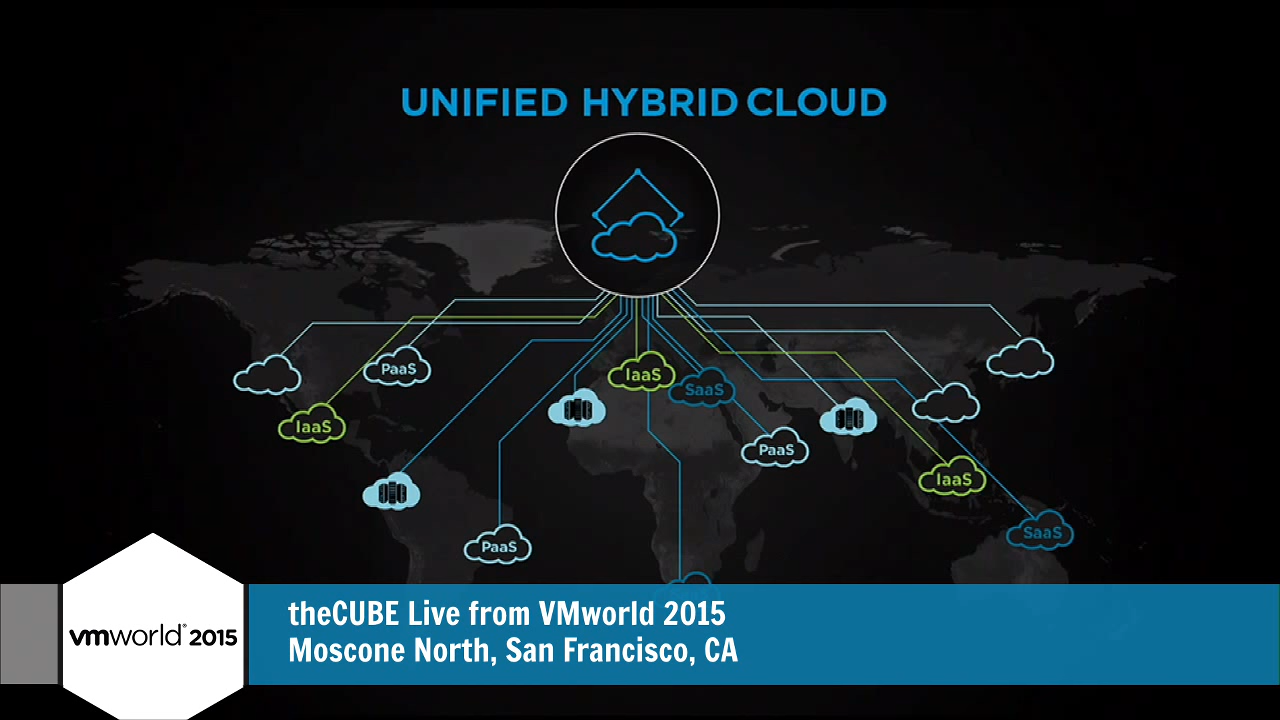 UNIFIED HYBRID CLOUD
PaaS
IaaS
SaaS
IaaS
PaaS
IaaS
SaaS
PaaS
vmworld® 2015
theCUBE Live from VMworld 2015
Moscone North, San Francisco, CA